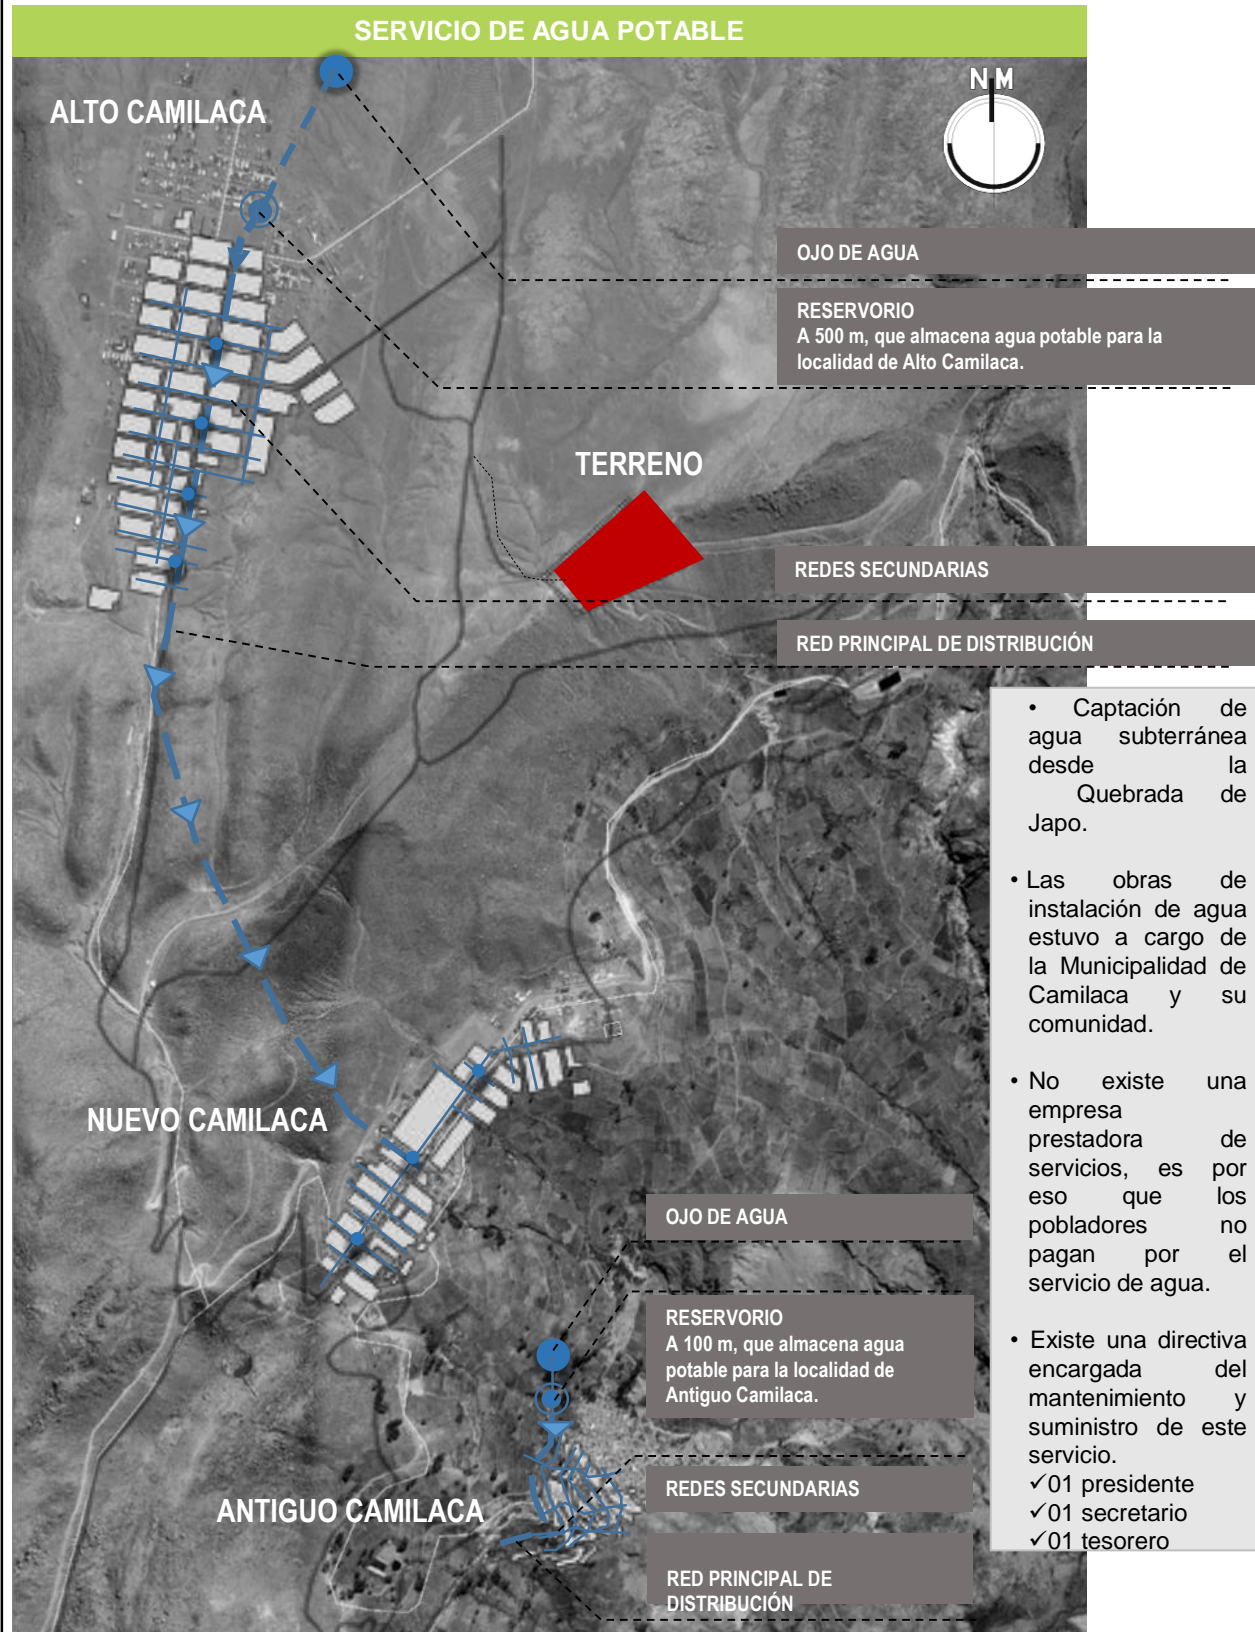 SERVICIO DE AGUA POTABLE
ALTO CAMILACA
N M
OJO DE AGUA
RESERVORIO
A 500 m, que almacena agua potable para la
localidad de Alto Camilaca.
TERRENO
REDES SECUNDARIAS
RED PRINCIPAL DE DISTRIBUCIÓN
• Captación de
agua subterránea
desde la
Quebrada de
Japo.
• Las obras de
instalación de agua
estuvo a cargo de
la Municipalidad de
Camilaca y su
comunidad.
• No existe una
empresa
prestadora de
servicios, es por
eso que los
pobladores no
pagan por el
servicio de agua.
• Existe una directiva
encargada del
mantenimiento y
suministro de este
servicio.
✓01 presidente
✓01 secretario
✓01 tesorero
NUEVO CAMILACA
OJO DE AGUA
RESERVORIO
A 100 m, que almacena agua
potable para la localidad de
Antiguo Camilaca.
ANTIGUO CAMILACA
REDES SECUNDARIAS
RED PRINCIPAL DE
DISTRIBUCIÓN